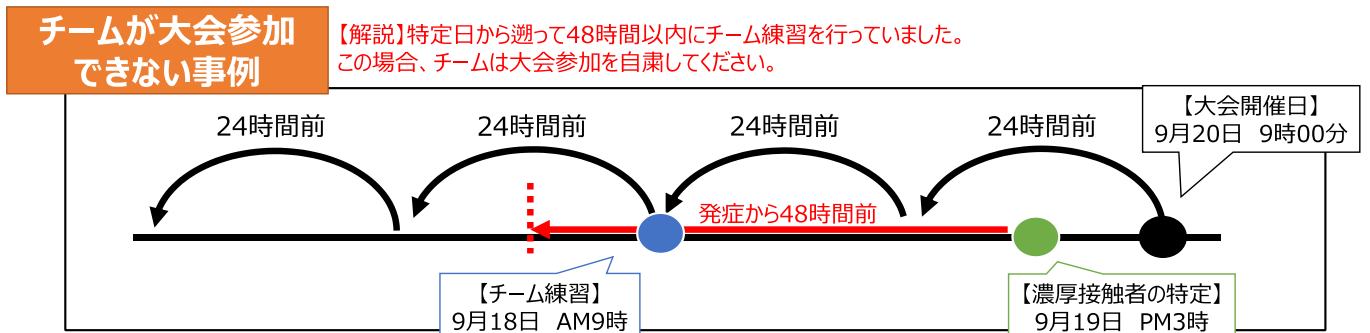 チームが大会参加
できない事例
【解説】特定日から遡って48時間以内にチーム練習を行っていました。
この場合、チームは大会参加を自粛してください。
【大会開催日】
9月20日 9時00分
24時間前
24時間前
24時間前
24時間前
発症から48時間前
【チーム練習】
9月18日 AM9時
【濃厚接触者の特定】
9月19日 PM3時